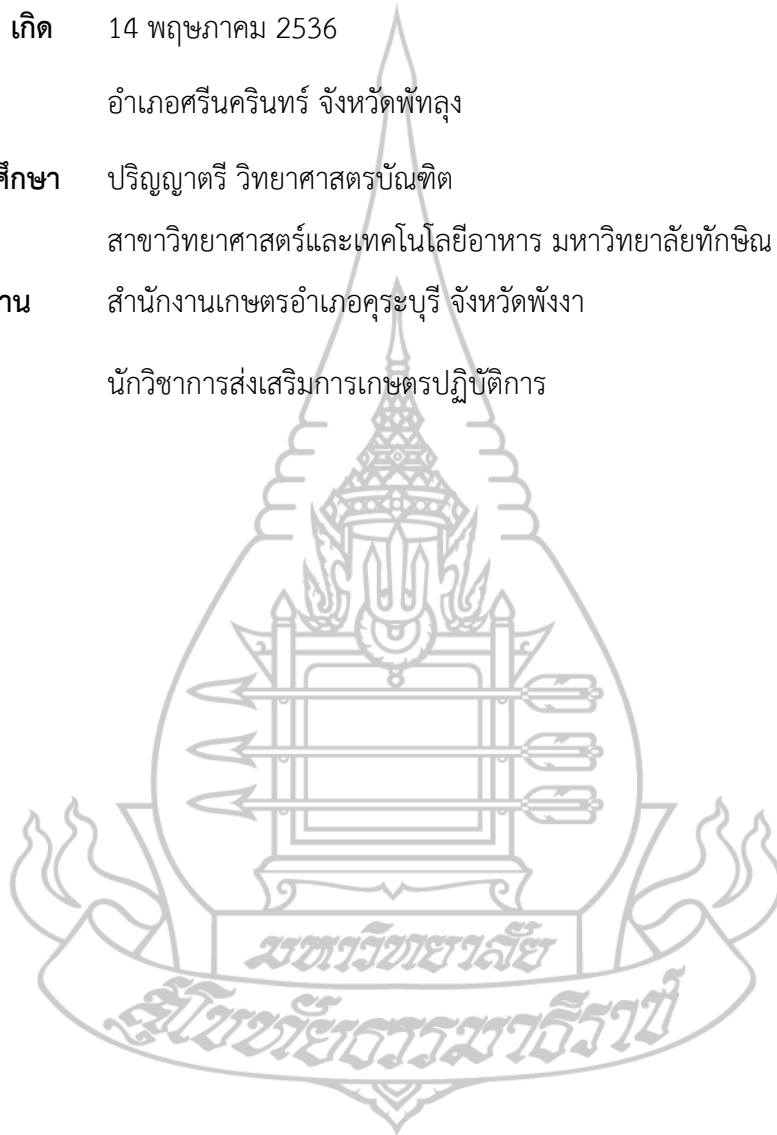 เกิด 14 พฤษภาคม 2536
อำเภอศรีนครินทร์ จังหวัดพัทลุง
ศึกษา ปริญญาตรี วิทยาศาสตรบัณฑิต
สาขาวิทยาศาสตร์และเทคโนโลยีอาหาร มหาวิทยาลัยทักษิณ
าน สำนักงานเกษตรอำเภอคุระบุรี จังหวัดพังงา
นักวิชาการส่งเสริมการเกษตรปฏิบัติการ
มหาวิทยาลัย
สุโขทัยธรรมาธิราช